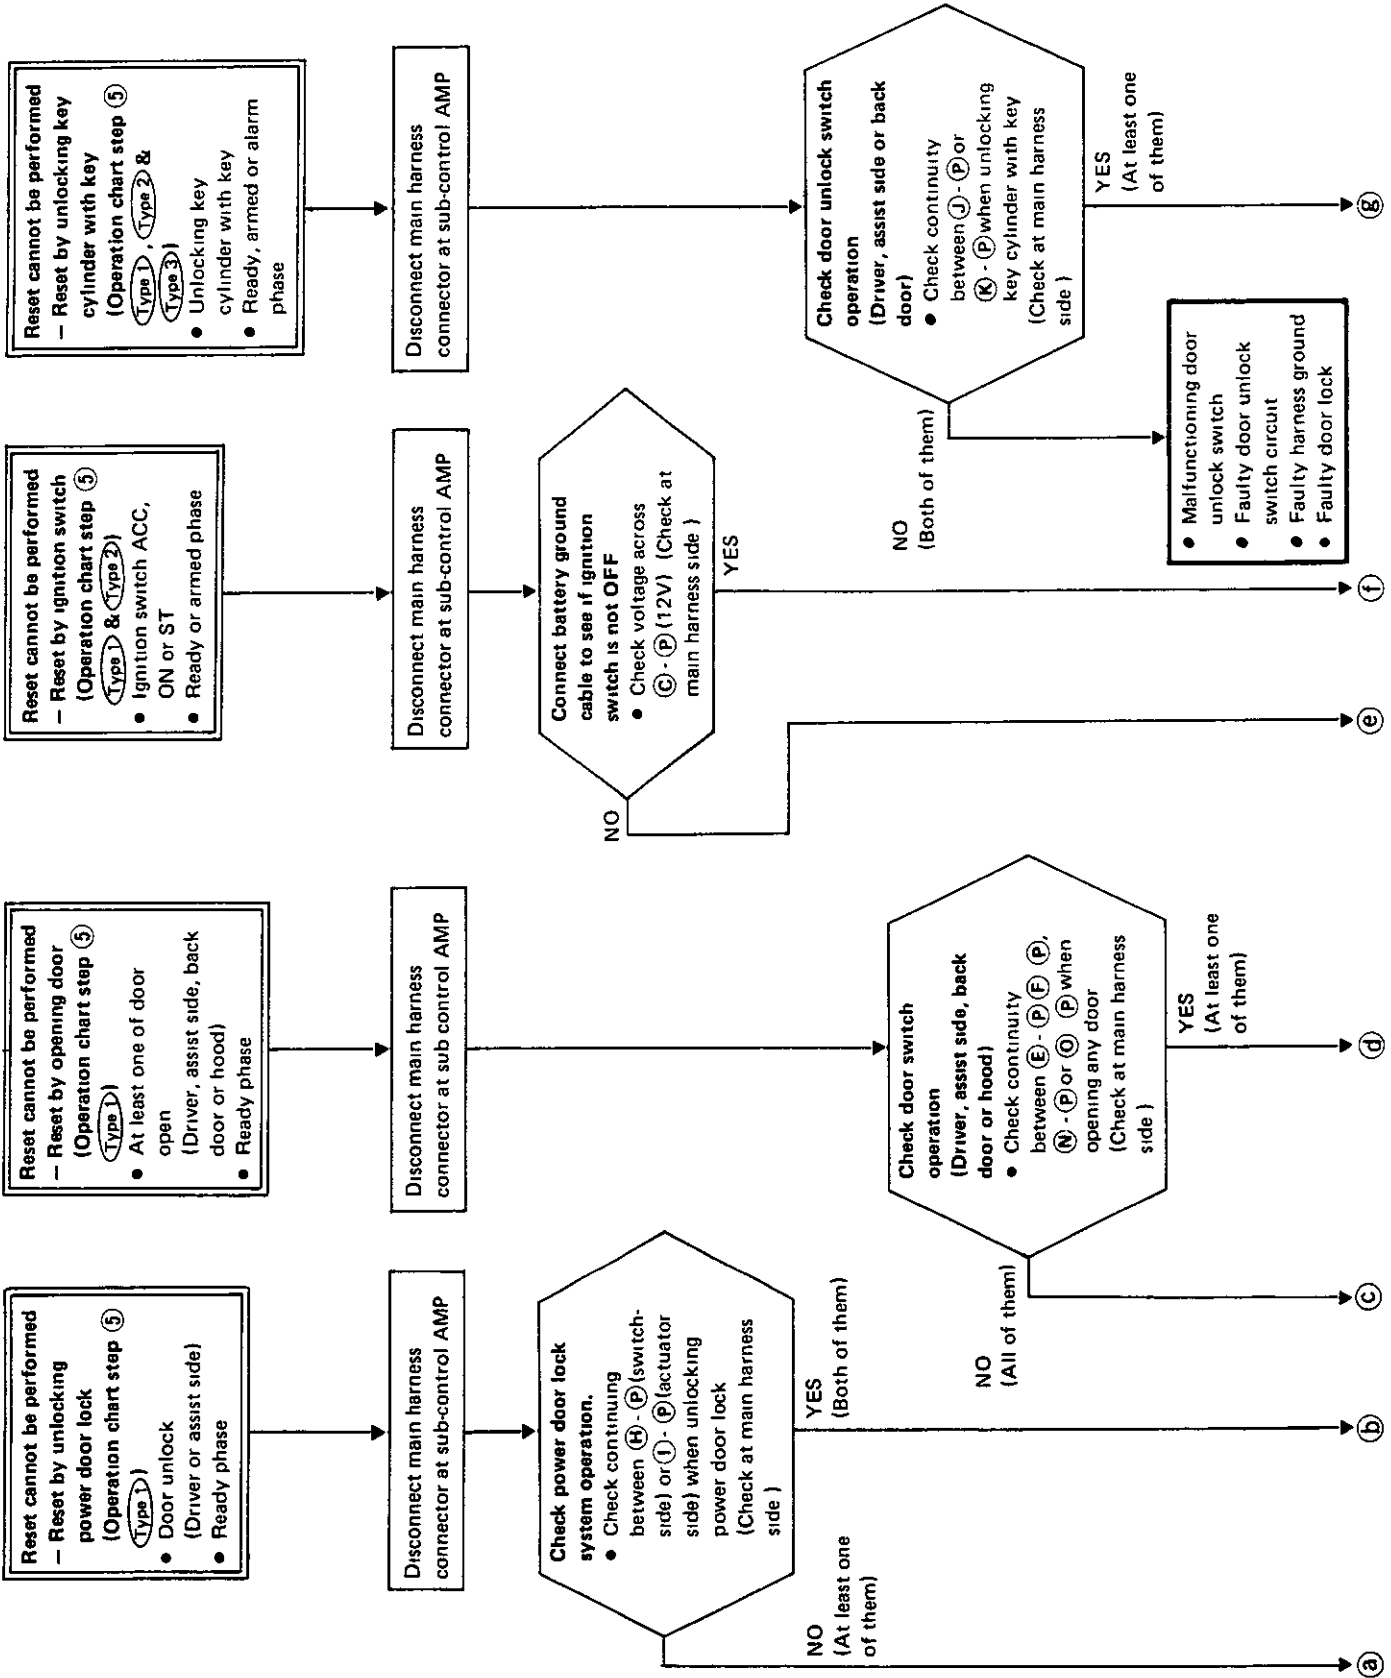 Reset cannot be performed
— Reset by unlocking
power door lock
(Operation chart step ⑤
Type 1 )
● Door unlock
(Driver or assist side)
● Ready phase
Disconnect main harness
connector at sub-control AMP
Check power door lock
system operation.
● Check continuing
between Ⓗ - Ⓟ (switch-
side) or Ⓘ - Ⓟ (actuator
side) when unlocking
power door lock
(Check at main harness
side )
NO
(At least one
of them)
YES
(Both of them)
ⓐ
ⓑ
Reset cannot be performed
— Reset by opening door
(Operation chart step ⑤
Type 1)
● At least one of door
open
(Driver, assist side, back
door or hood)
● Ready phase
Disconnect main harness
connector at sub control AMP
Check door switch
operation
(Driver, assist side, back
door or hood)
● Check continuity
between Ⓔ - Ⓟ Ⓕ Ⓟ,
Ⓝ - Ⓟ or Ⓞ Ⓟ when
opening any door
(Check at main harness
side )
NO
(All of them)
YES
(At least one
of them)
ⓒ
ⓓ
Reset cannot be performed
— Reset by ignition switch
(Operation chart step ⑤
Type 1 & Type 2)
● Ignition switch ACC,
ON or ST
● Ready or armed phase
Disconnect main harness
connector at sub-control AMP
Connect battery ground
cable to see if ignition
switch is not OFF
● Check voltage across
Ⓒ - Ⓟ (12V) (Check at
main harness side )
NO
YES
ⓔ
ⓕ
Reset cannot be performed
— Reset by unlocking key
cylinder with key
(Operation chart step ⑤
Type 1 , Type 2 &
Type 3)
● Unlocking key
cylinder with key
● Ready, armed or alarm
phase
Disconnect main harness
connector at sub-control AMP
Check door unlock switch
operation
(Driver, assist side or back
door)
● Check continuity
between Ⓙ - Ⓟ or
Ⓚ - Ⓟ when unlocking
key cylinder with key
(Check at main harness
side )
NO
(Both of them)
YES
(At least one
of them)
● Malfunctioning door
unlock switch
● Faulty door unlock
switch circuit
● Faulty harness ground
● Faulty door lock
ⓖ